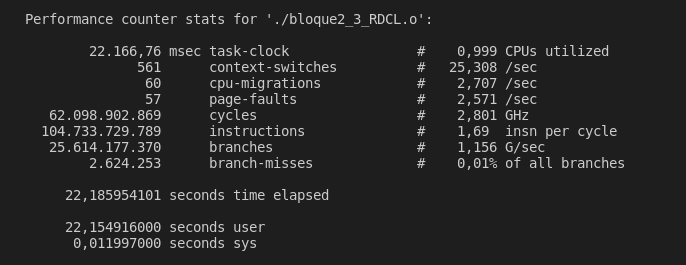 Performance counter stats for './bloque2_3_RDCL.o':
22.166,76 msec task-clock # 0,999 CPUs utilized
561 context-switches # 25,308 /sec
60 cpu-migrations # 2,707 /sec
57 page-faults # 2,571 /sec
62.098.902.869 cycles # 2,801 GHz
104.733.729.789 instructions # 1,69 insn per cycle
25.614.177.370 branches # 1,156 G/sec
2.624.253 branch-misses # 0,01% of all branches
22,185954101 seconds time elapsed
22,154916000 seconds user
0,011997000 seconds sys